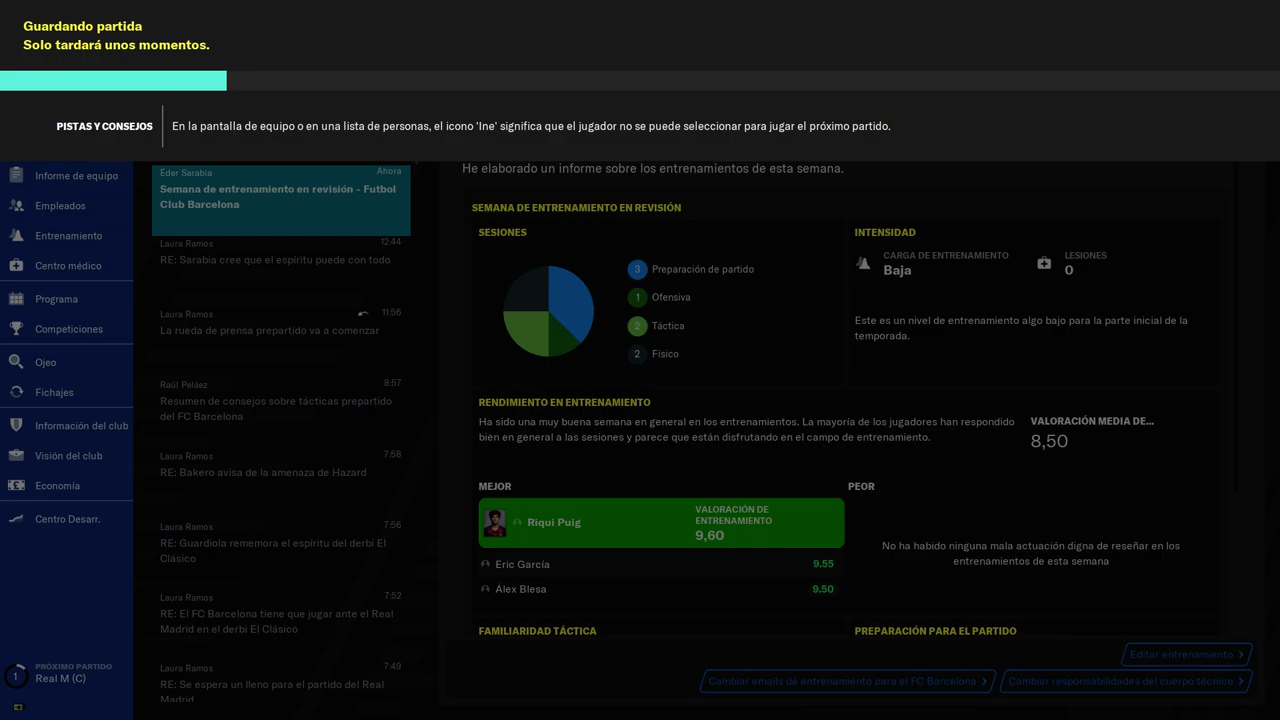 Guardando partida
Solo tardará unos momentos.
PISTAS Y CONSEJOS
En la pantalla de equipo o en una lista de personas, el icono 'Ine' significa que el jugador no se puede seleccionar para jugar el próximo partido.
Informe de equipo
Empleados
Entrenamiento
Centro médico
Programa
Competiciones
Ojeo
Fichajes
Información del club
Visión del club
Economía
Centro Desarr.
PRÓXIMO PARTIDO
1
Real M (C)
Eder Sarabia
Ahora
Semana de entrenamiento en revisión - Futbol
Club Barcelona
Laura Ramos
12:44
RE: Sarabia cree que el espíritu puede con todo
Laura Ramos
11:56
La rueda de prensa prepartido va a comenzar
Raúl Peláez
8:57
Resumen de consejos sobre tácticas prepartido
del FC Barcelona
Laura Ramos
7:58
RE: Bakero avisa de la amenaza de Hazard
Laura Ramos
7:56
RE: Guardiola rememora el espíritu del derbi El
Clásico
Laura Ramos
7:52
RE: El FC Barcelona tiene que jugar ante el Real
Madrid en el derbi El Clásico
Laura Ramos
7:49
RE: Se espera un lleno para el partido del Real
Madrid
He elaborado un informe sobre los entrenamientos de esta semana.
SEMANA DE ENTRENAMIENTO EN REVISIÓN
SESIONES
3 Preparación de partido
1 Ofensiva
2 Táctica
2 Físico
INTENSIDAD
CARGA DE ENTRENAMIENTO
Baja
LESIONES
0
Este es un nivel de entrenamiento algo bajo para la parte inicial de la
temporada.
RENDIMIENTO EN ENTRENAMIENTO
Ha sido una muy buena semana en general en los entrenamientos. La mayoría de los jugadores han respondido
bien en general a las sesiones y parece que están disfrutando en el campo de entrenamiento.
VALORACIÓN MEDIA DE...
8,50
MEJOR
Riqui Puig
VALORACIÓN DE
ENTRENAMIENTO
9,60
Eric García
9.55
Álex Blesa
9.50
PEOR
No ha habido ninguna mala actuación digna de reseñar en los
entrenamientos de esta semana
FAMILIARIDAD TÁCTICA
PREPARACIÓN PARA EL PARTIDO
Editar entrenamiento
Cambiar emails de entrenamiento para el FC Barcelona
Cambiar responsabilidades del cuerpo técnico